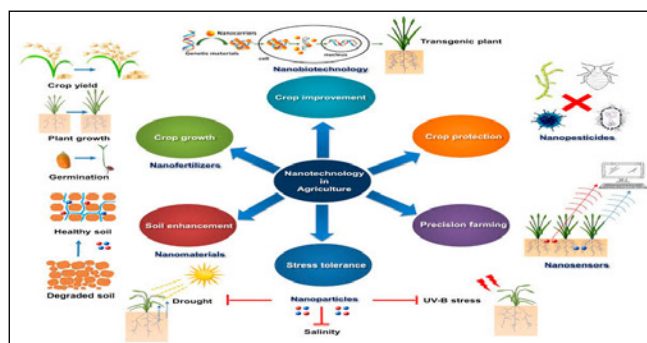 Nanocarriers
Genetic materials
cell
nucleus
Transgenic plant
Nanobiotechnology
Crop yield
Crop improvement
Plant growth
Crop growth
Crop protection
Nanopesticides
Nanofertilizers
Germination
Nanotechnology
in
Agriculture
Healthy soil
Soil enhancement
Precision farming
Nanomaterials
Nanosensors
Stress tolerance
Degraded soil
Drought
Nanoparticles
UV-B stress
Salinity